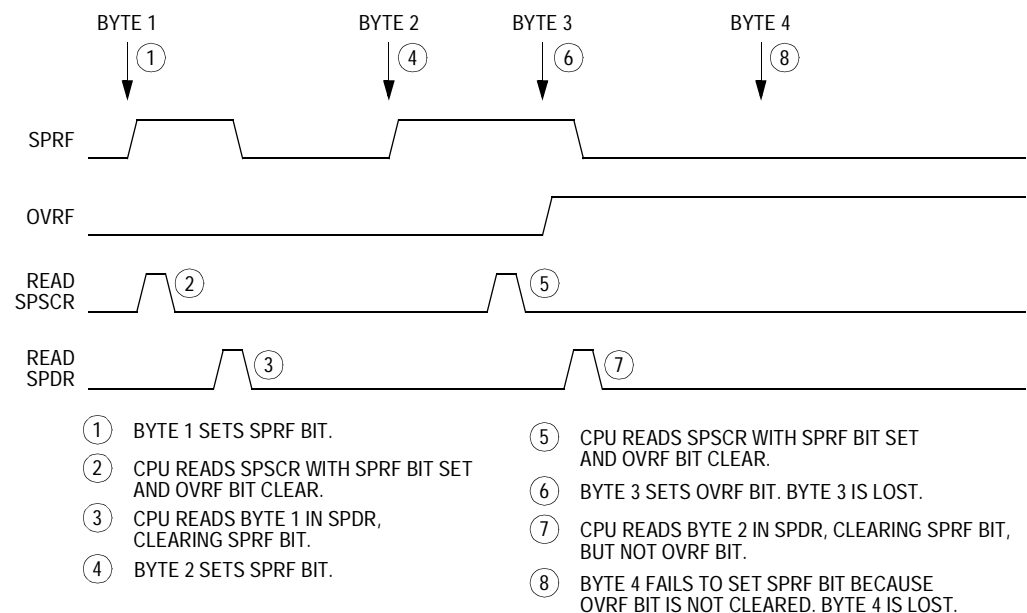 BYTE 1
BYTE 2
BYTE 3
BYTE 4
1
4
6
8
SPRF
OVRF
READ
SPSCR
2
5
READ
SPDR
3
7
1 BYTE 1 SETS SPRF BIT.
2 CPU READS SPSCR WITH SPRF BIT SET
AND OVRF BIT CLEAR.
3 CPU READS BYTE 1 IN SPDR,
CLEARING SPRF BIT.
4 BYTE 2 SETS SPRF BIT.
5 CPU READS SPSCR WITH SPRF BIT SET
AND OVRF BIT CLEAR.
6 BYTE 3 SETS OVRF BIT. BYTE 3 IS LOST.
7 CPU READS BYTE 2 IN SPDR, CLEARING SPRF BIT,
BUT NOT OVRF BIT.
8 BYTE 4 FAILS TO SET SPRF BIT BECAUSE
OVRF BIT IS NOT CLEARED. BYTE 4 IS LOST.